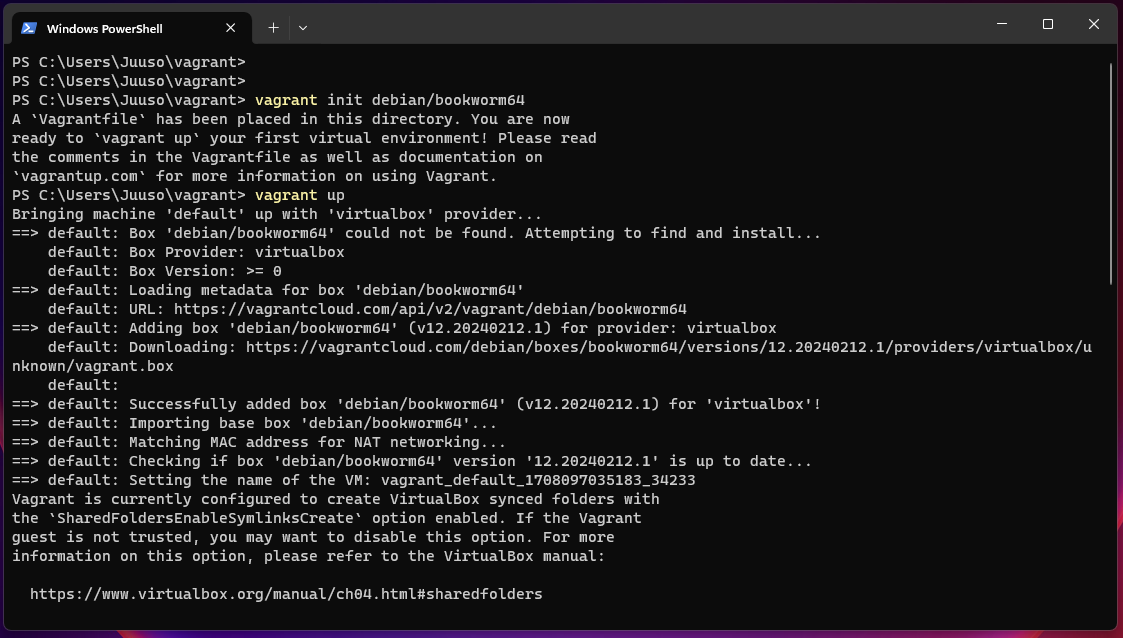 Windows PowerShell
PS C:\Users\Juuso\vagrant>
PS C:\Users\Juuso\vagrant>
PS C:\Users\Juuso\vagrant> vagrant init debian/bookworm64
A `Vagrantfile` has been placed in this directory. You are now
ready to `vagrant up` your first virtual environment! Please read
the comments in the Vagrantfile as well as documentation on
`vagrantup.com` for more information on using Vagrant.
PS C:\Users\Juuso\vagrant> vagrant up
Bringing machine 'default' up with 'virtualbox' provider...
==> default: Box 'debian/bookworm64' could not be found. Attempting to find and install...
    default: Box Provider: virtualbox
    default: Box Version: >= 0
==> default: Loading metadata for box 'debian/bookworm64'
    default: URL: https://vagrantcloud.com/api/v2/vagrant/debian/bookworm64
==> default: Adding box 'debian/bookworm64' (v12.20240212.1) for provider: virtualbox
    default: Downloading: https://vagrantcloud.com/debian/boxes/bookworm64/versions/12.20240212.1/providers/virtualbox/u
nknown/vagrant.box
    default:
==> default: Successfully added box 'debian/bookworm64' (v12.20240212.1) for 'virtualbox'!
==> default: Importing base box 'debian/bookworm64'...
==> default: Matching MAC address for NAT networking...
==> default: Checking if box 'debian/bookworm64' version '12.20240212.1' is up to date...
==> default: Setting the name of the VM: vagrant_default_1708097035183_34233
Vagrant is currently configured to create VirtualBox synced folders with
the `SharedFoldersEnableSymlinksCreate` option enabled. If the Vagrant
guest is not trusted, you may want to disable this option. For more
information on this option, please refer to the VirtualBox manual:

  https://www.virtualbox.org/manual/ch04.html#sharedfolders